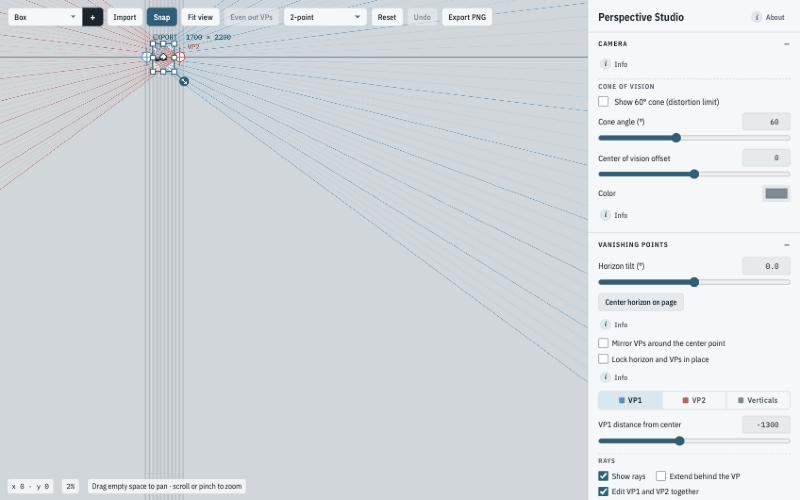 Box + Import Snap Fit view Even out VPs 2-point Reset Undo Export PNG
EXPORT 1700 × 2200
VP2
x 0 · y 0 2% Drag empty space to pan · scroll or pinch to zoom
Perspective Studio i About
CAMERA −
i Info
CONE OF VISION
Show 60° cone (distortion limit)
Cone angle (°) 60
Center of vision offset 0
Color
i Info
VANISHING POINTS −
Horizon tilt (°) 0.0
Center horizon on page
i Info
Mirror VPs around the center point
Lock horizon and VPs in place
i Info
VP1 VP2 Verticals
VP1 distance from center -1300
RAYS
Show rays Extend behind the VP
Edit VP1 and VP2 together